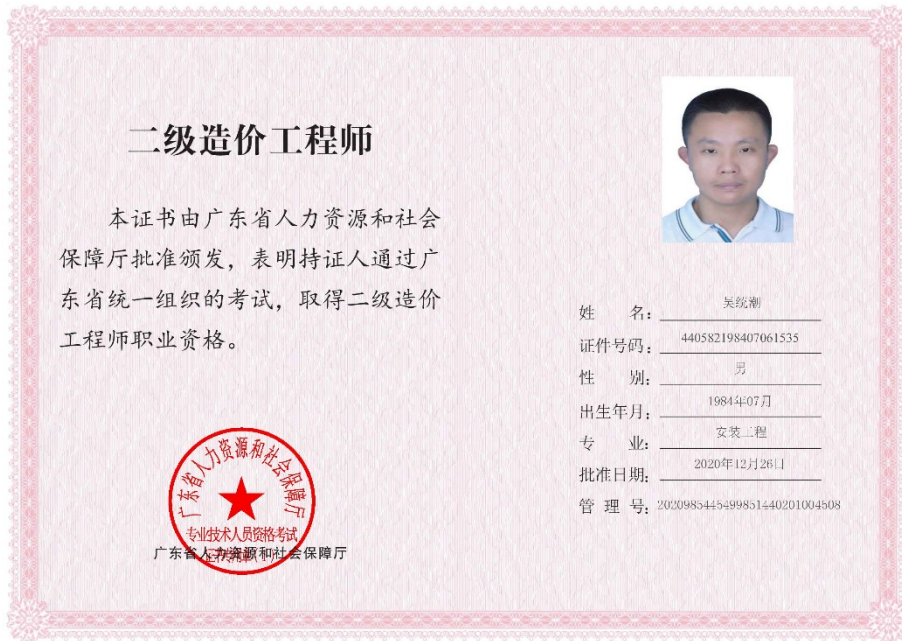 二级造价工程师
本证书由广东省人力资源和社会
保障厅批准颁发，表明持证人通过广
东省统一组织的考试，取得二级造价
工程师职业资格。
广东省人力资源和社会保障厅
专业技术人员资格考试
广东省人力资源和社会保障厅
姓 名：吴统潮
证件号码：440582198407061535
性 别：男
出生年月：1984年07月
专 业：安装工程
批准日期：2020年12月26日
管 理 号：2020985445499851440201004508